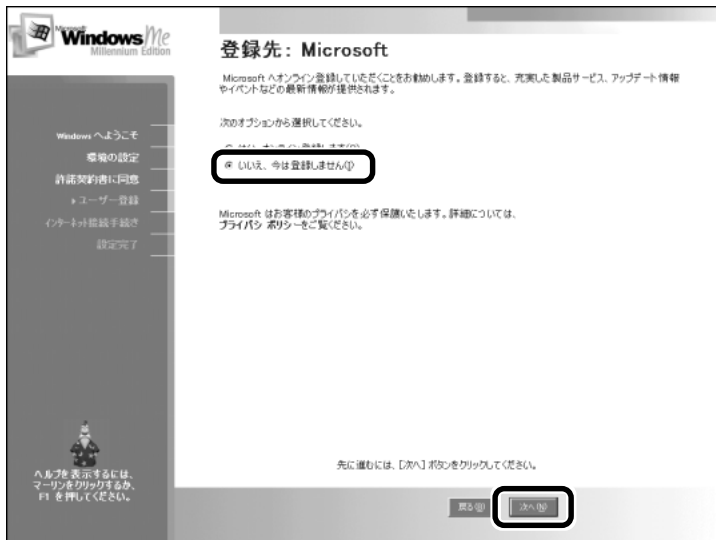 Microsoft
Windows Me
Millennium Edition
Windows へようこそ
環境の設定
許諾契約書に同意
ユーザー登録
インターネット接続手続き
設定完了
ヘルプを表示するには、
マーリンをクリックするか、
F1 を押してください。
登録先: Microsoft
Microsoft へオンライン登録していただくことをお勧めします。登録すると、充実した製品サービス、アップデート情報
やイベントなどの最新情報が提供されます。
次のオプションから選択してください。
いいえ、今は登録しません(I)
Microsoft はお客様のプライバシを必ず保護いたします。詳細については、
プライバシ ポリシーをご覧ください。
先に進むには、[次へ] ボタンをクリックしてください。
戻る(B)
次へ(N)